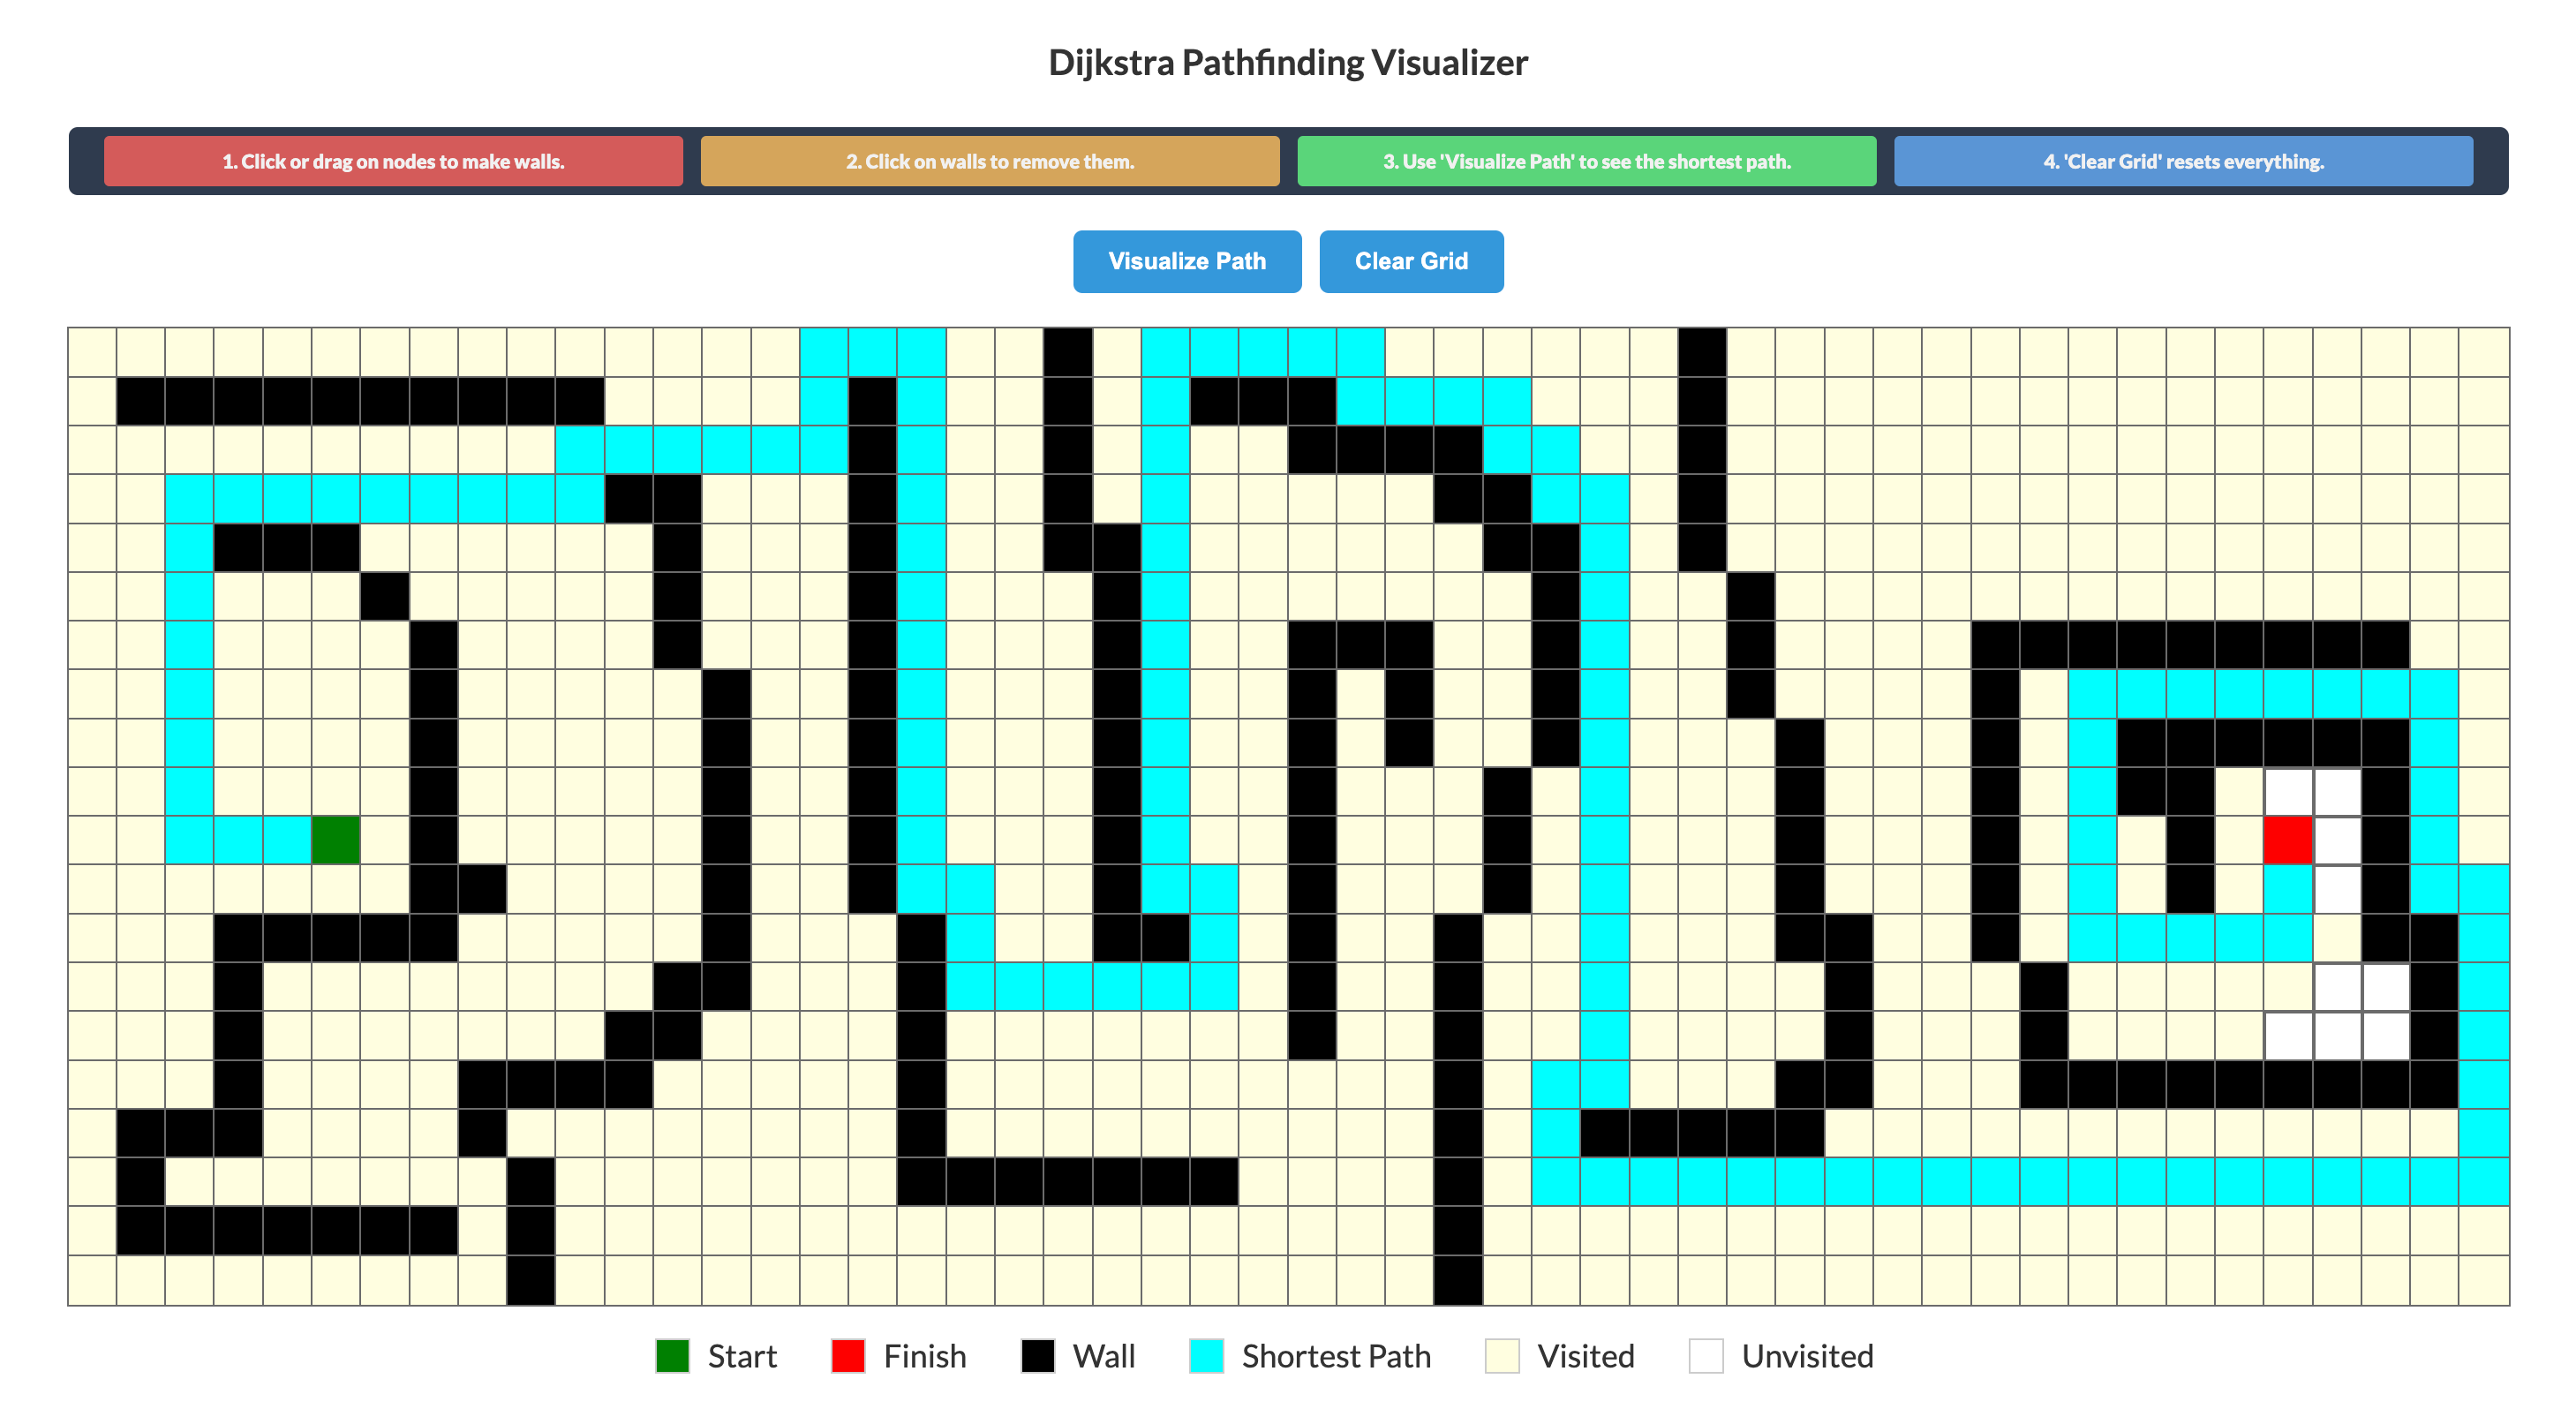 Dijkstra Pathfinding Visualizer
1. Click or drag on nodes to make walls.
2. Click on walls to remove them.
3. Use 'Visualize Path' to see the shortest path.
4. 'Clear Grid' resets everything.
Visualize Path
Clear Grid
Start
Finish
Wall
Shortest Path
Visited
Unvisited